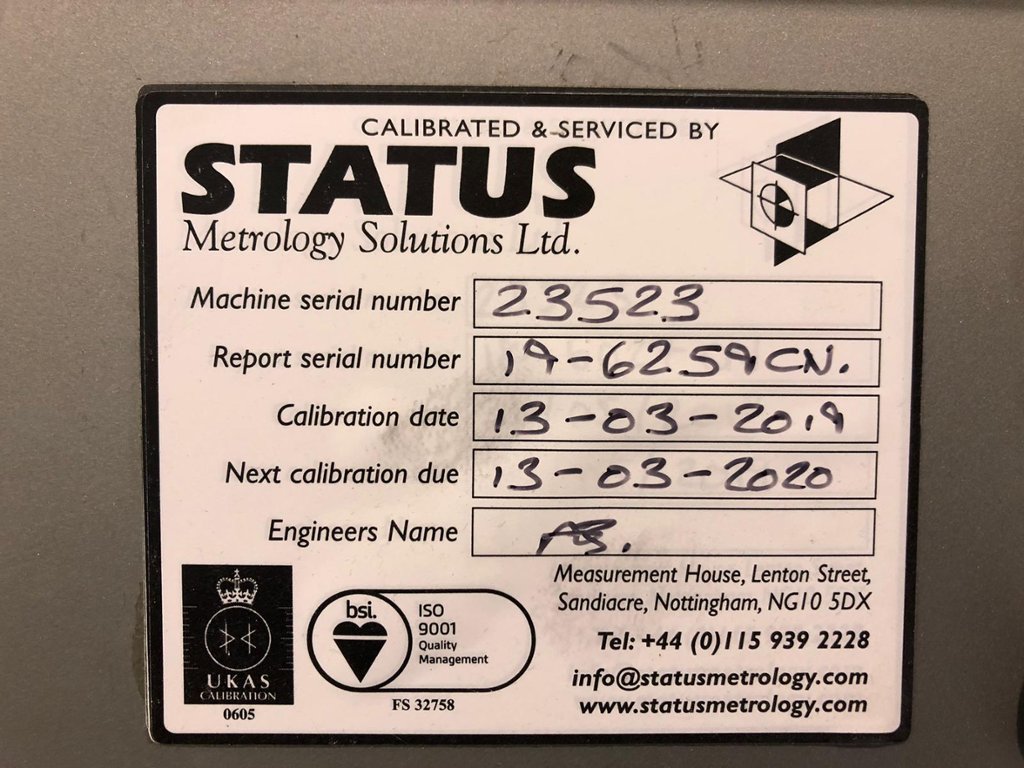 CALIBRATED & SERVICED BY
STATUS
Metrology Solutions Ltd.
Machine serial number 23523
Report serial number 19-6259CN.
Calibration date 13-03-2019
Next calibration due 13-03-2020
Engineers Name
Measurement House, Lenton Street,
Sandiacre, Nottingham, NG10 5DX
Tel: +44 (0)115 939 2228
info@statusmetrology.com
www.statusmetrology.com
UKAS
CALIBRATION
0605
bsi.
ISO
9001
Quality
Management
FS 32758